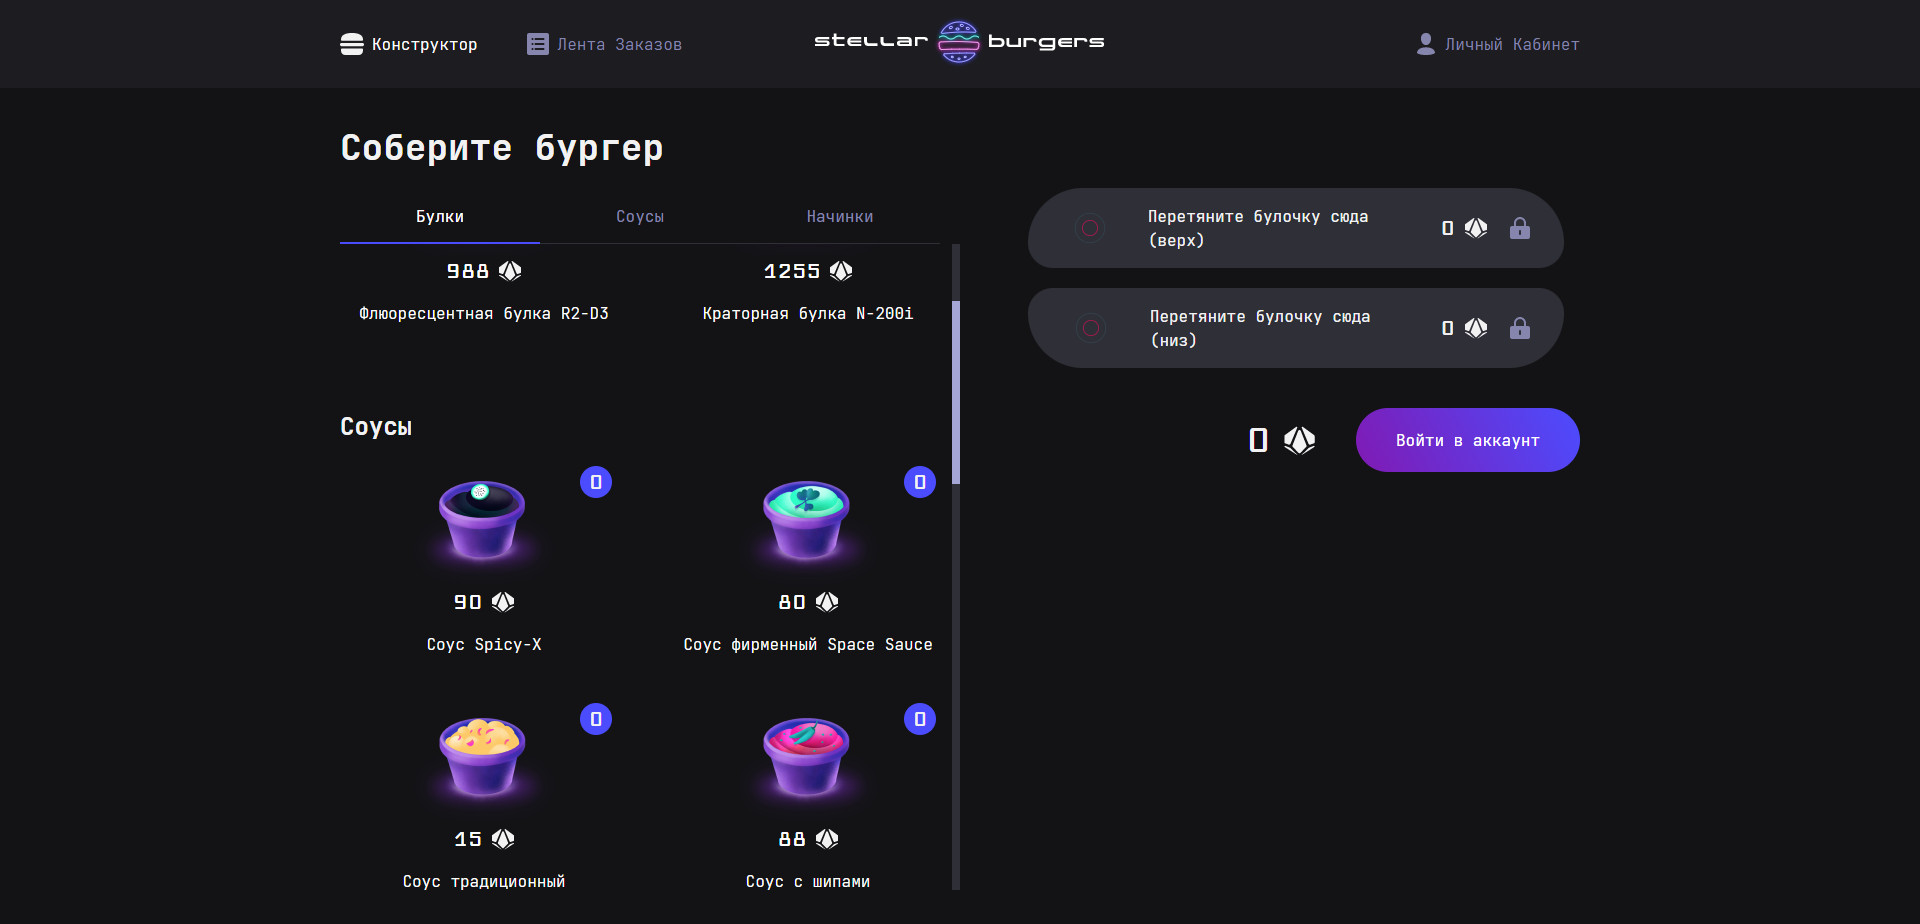 Конструктор
Лента Заказов
stellar burgers
Личный Кабинет
Соберите бургер
Булки
Соусы
Начинки
988
1255
Флюоресцентная булка R2-D3
Краторная булка N-200i
Соусы
0
0
90
80
Соус Spicy-X
Соус фирменный Space Sauce
0
0
15
88
Соус традиционный
Соус с шипами
Перетяните булочку сюда
(верх)
0
Перетяните булочку сюда
(низ)
0
0
Войти в аккаунт